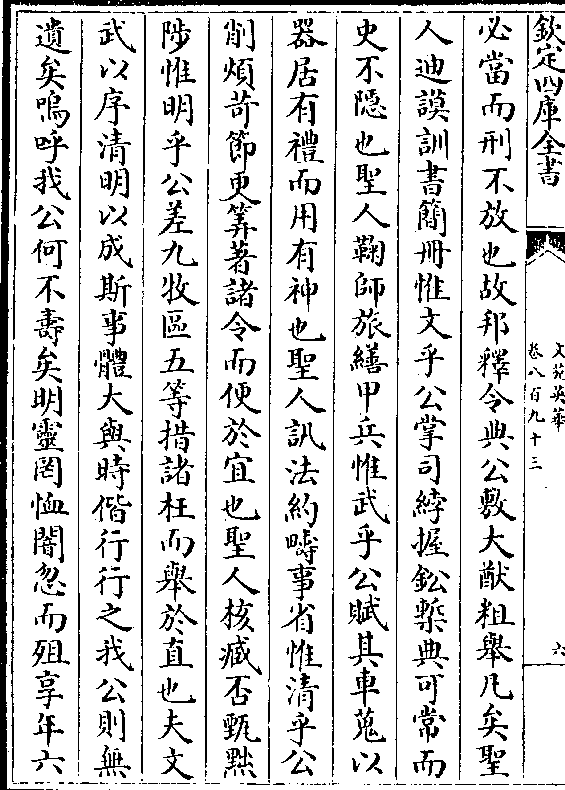 欽定四庫全書
文苑英華
卷八百九十三
六
必當而刑不放也故邦釋令典公敷大猷粗舉凡矣聖
人迪謨訓書簡冊惟文乎公掌司綍握鈆槧典可常而
史不隠也聖人鞠師旅繕甲兵惟武乎公賦其車蒐以
器居有禮而用有神也聖人訊法約疇事省惟清乎公
削煩苛節更筭著諸令而便於宜也聖人核臧否甄黜
陟惟明乎公差九牧區五等措諸枉而舉於直也夫文
武以序清明以成斯事體大與時偕行行之我公則無
遺矣嗚呼我公何不壽矣明靈罔恤闇忽而殂享年六